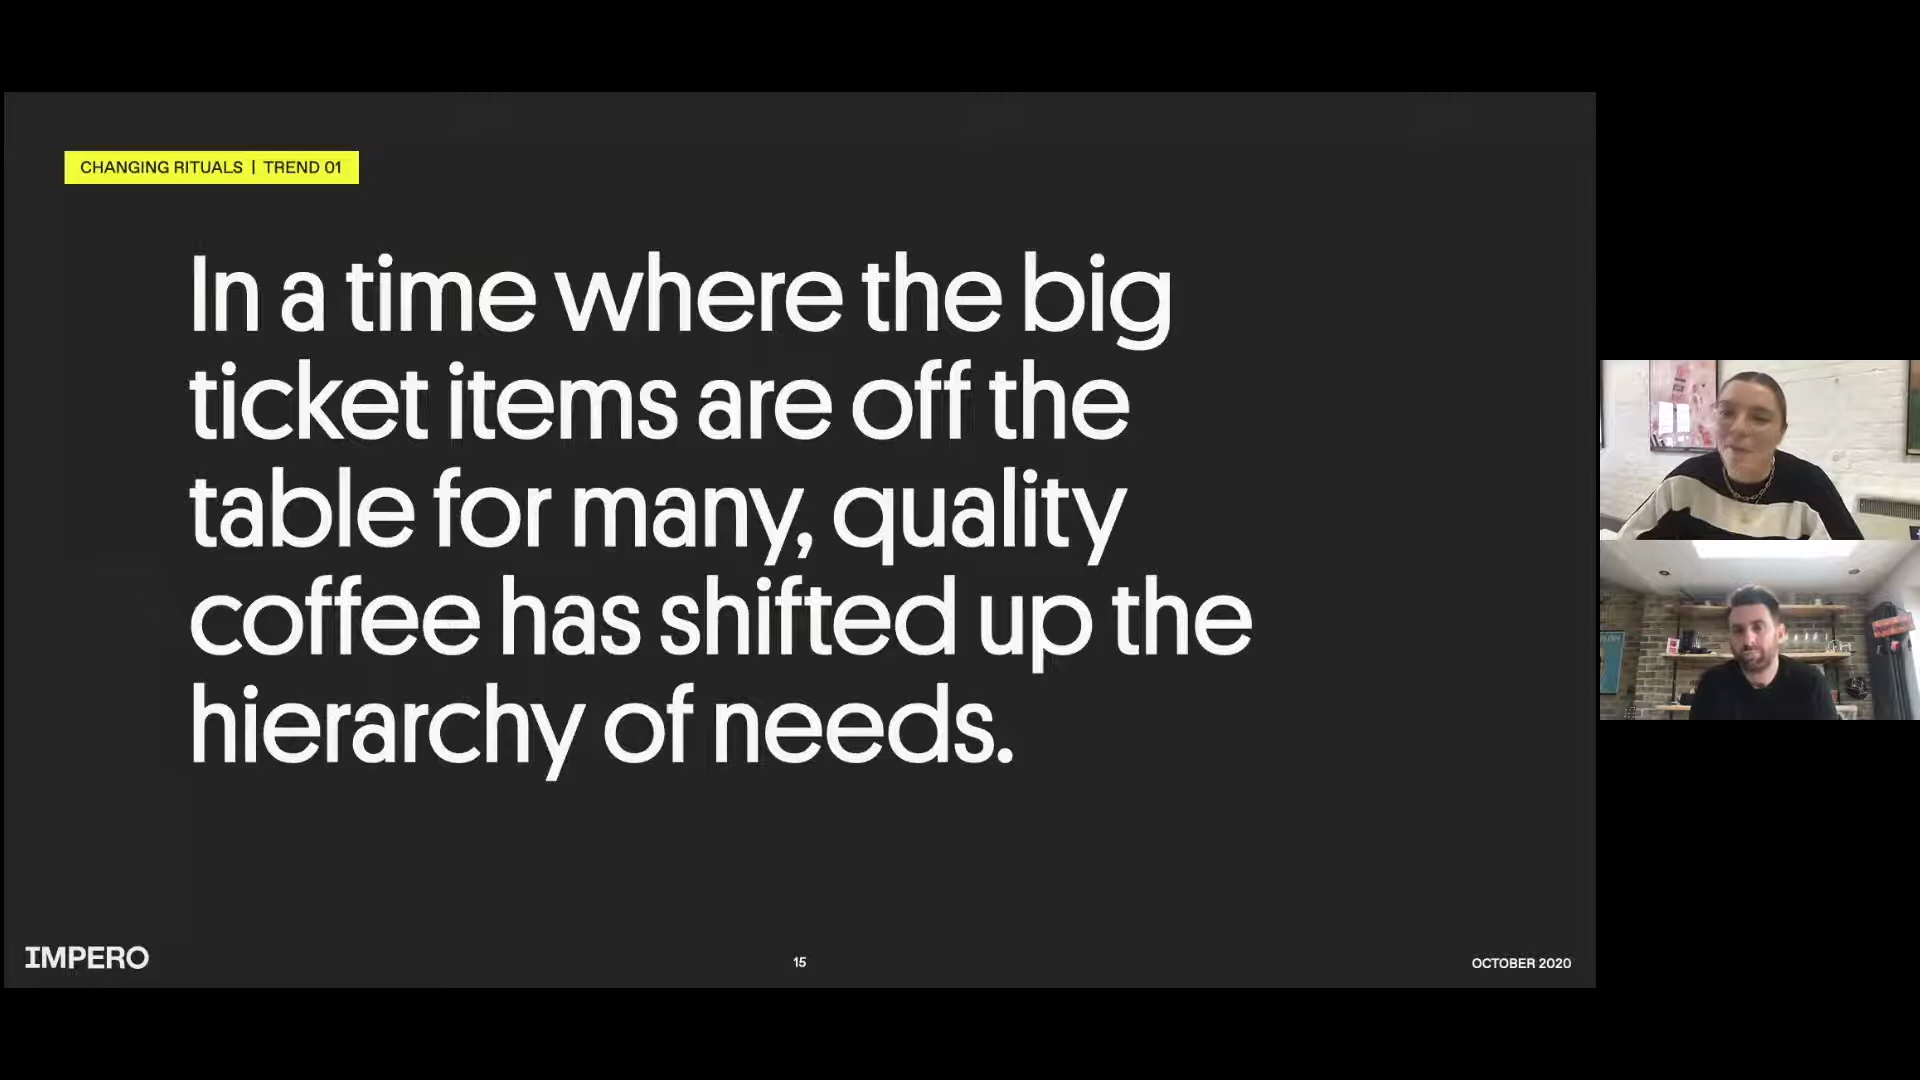 CHANGING RITUALS | TREND 01
In a time where the big
ticket items are off the
table for many, quality
coffee has shifted up the
hierarchy of needs.
IMPERO
15
OCTOBER 2020